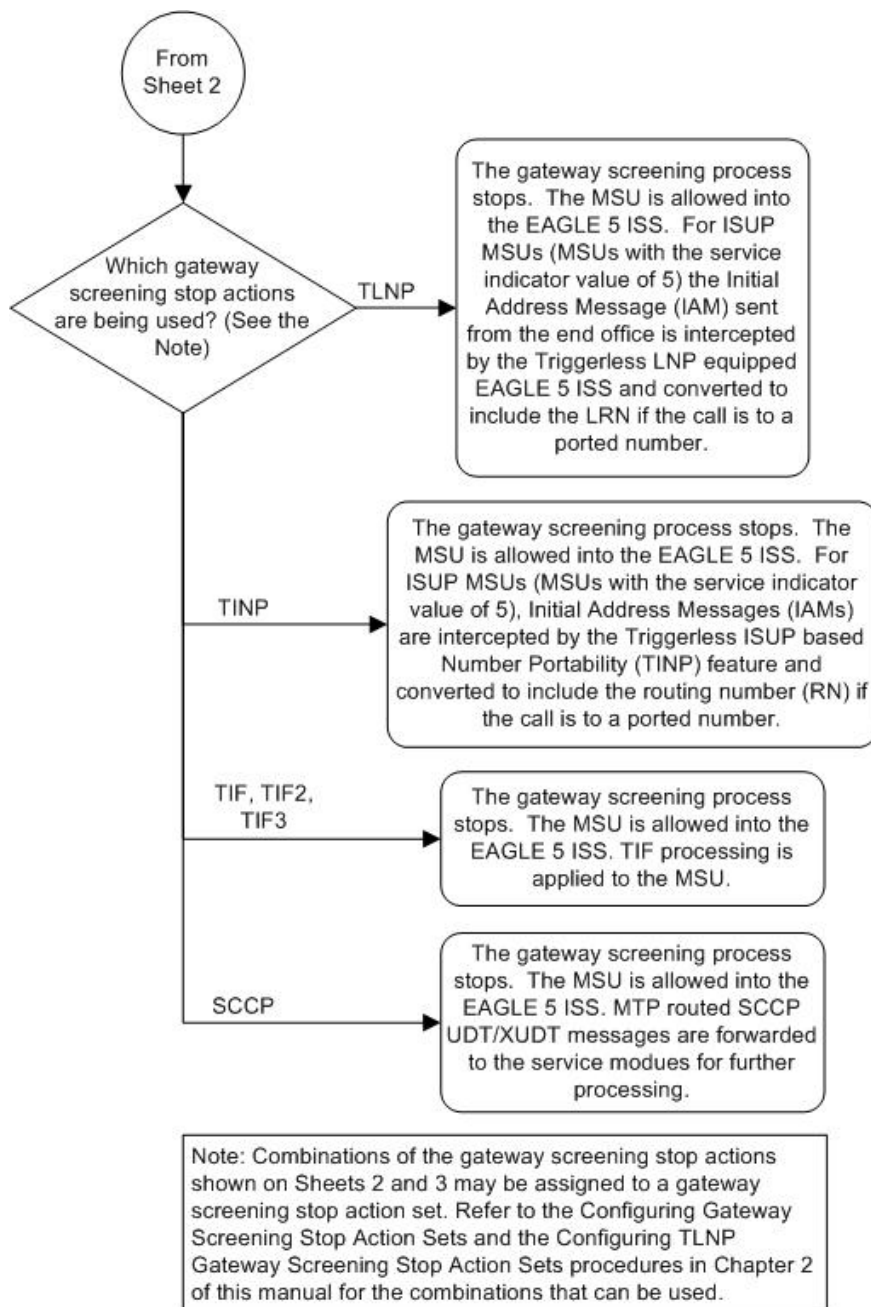 From
Sheet 2
Which gateway
screening stop actions
are being used? (See the
Note)
TLNP
The gateway screening process
stops.  The MSU is allowed into
the EAGLE 5 ISS. For ISUP
MSUs (MSUs with the service
indicator value of 5) the Initial
Address Message (IAM) sent
from the end office is intercepted
by the Triggerless LNP equipped
EAGLE 5 ISS and converted to
include the LRN if the call is to a
ported number.
TINP
The gateway screening process stops.  The
MSU is allowed into the EAGLE 5 ISS.  For
ISUP MSUs (MSUs with the service indicator
value of 5), Initial Address Messages (IAMs)
are intercepted by the Triggerless ISUP based
Number Portability (TINP) feature and
converted to include the routing number (RN) if
the call is to a ported number.
TIF, TIF2,
TIF3
The gateway screening process
stops.  The MSU is allowed into the
EAGLE 5 ISS. TIF processing is
applied to the MSU.
SCCP
The gateway screening process
stops.  The MSU is allowed into the
EAGLE 5 ISS. MTP routed SCCP
UDT/XUDT messages are forwarded
to the service modues for further
processing.
Note: Combinations of the gateway screening stop actions
shown on Sheets 2 and 3 may be assigned to a gateway
screening stop action set. Refer to the Configuring Gateway
Screening Stop Action Sets and the Configuring TLNP
Gateway Screening Stop Action Sets procedures in Chapter 2
of this manual for the combinations that can be used.